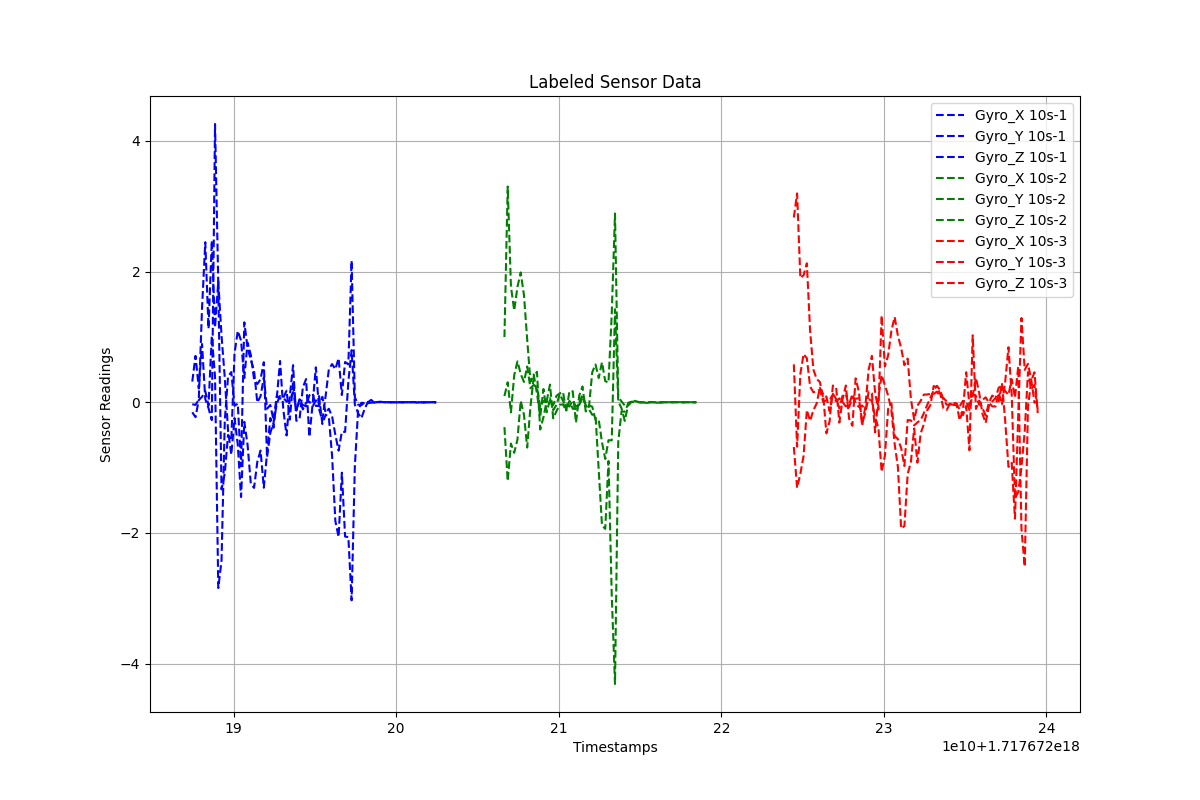 Labeled Sensor Data
Gyro_X 10s-1
Gyro_Y 10s-1
Gyro_Z 10s-1
Gyro_X 10s-2
Gyro_Y 10s-2
Gyro_Z 10s-2
Gyro_X 10s-3
Gyro_Y 10s-3
Gyro_Z 10s-3
4
2
0
−2
−4
Sensor Readings
19 20 21 22 23 24
Timestamps
1e10+1.717672e18